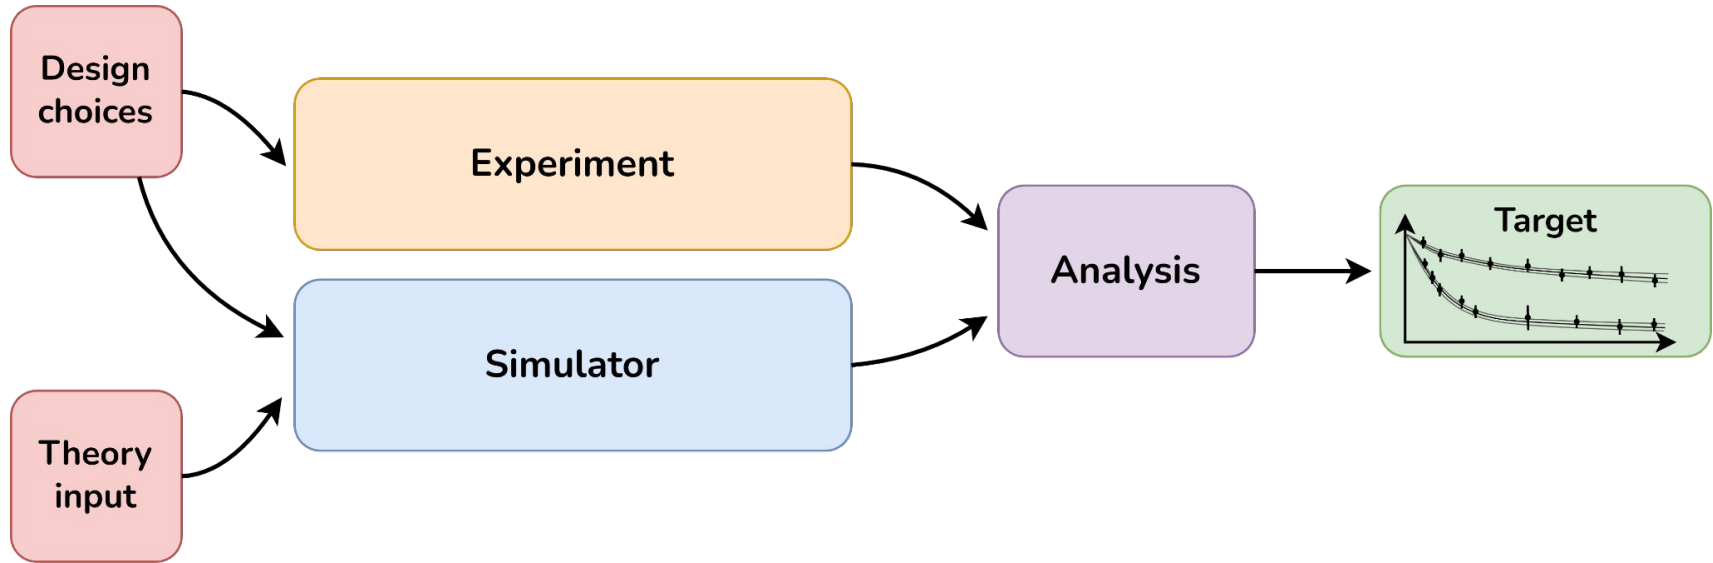 Design
choices
Experiment
Simulator
Theory
input
Analysis
Target